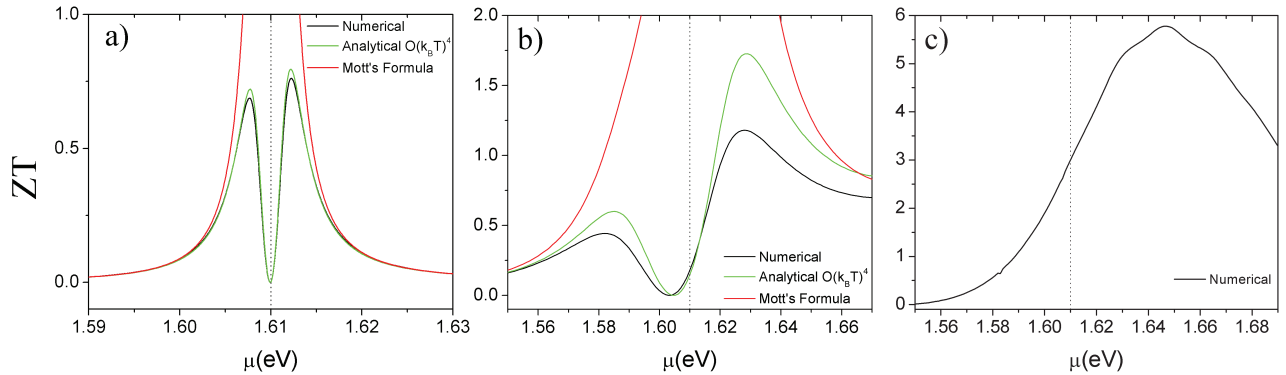 a)
Numerical
Analytical O(k_BT)^4
Mott's Formula
1.0
0.5
0.0
ZT
1.59 1.60 1.61 1.62 1.63
μ(eV)
b)
2.0
1.5
1.0
0.5
0.0
Numerical
Analytical O(k_BT)^4
Mott's Formula
1.56 1.58 1.60 1.62 1.64 1.66
μ(eV)
c)
6
5
4
3
2
1
0
Numerical
1.56 1.58 1.60 1.62 1.64 1.66 1.68
μ(eV)